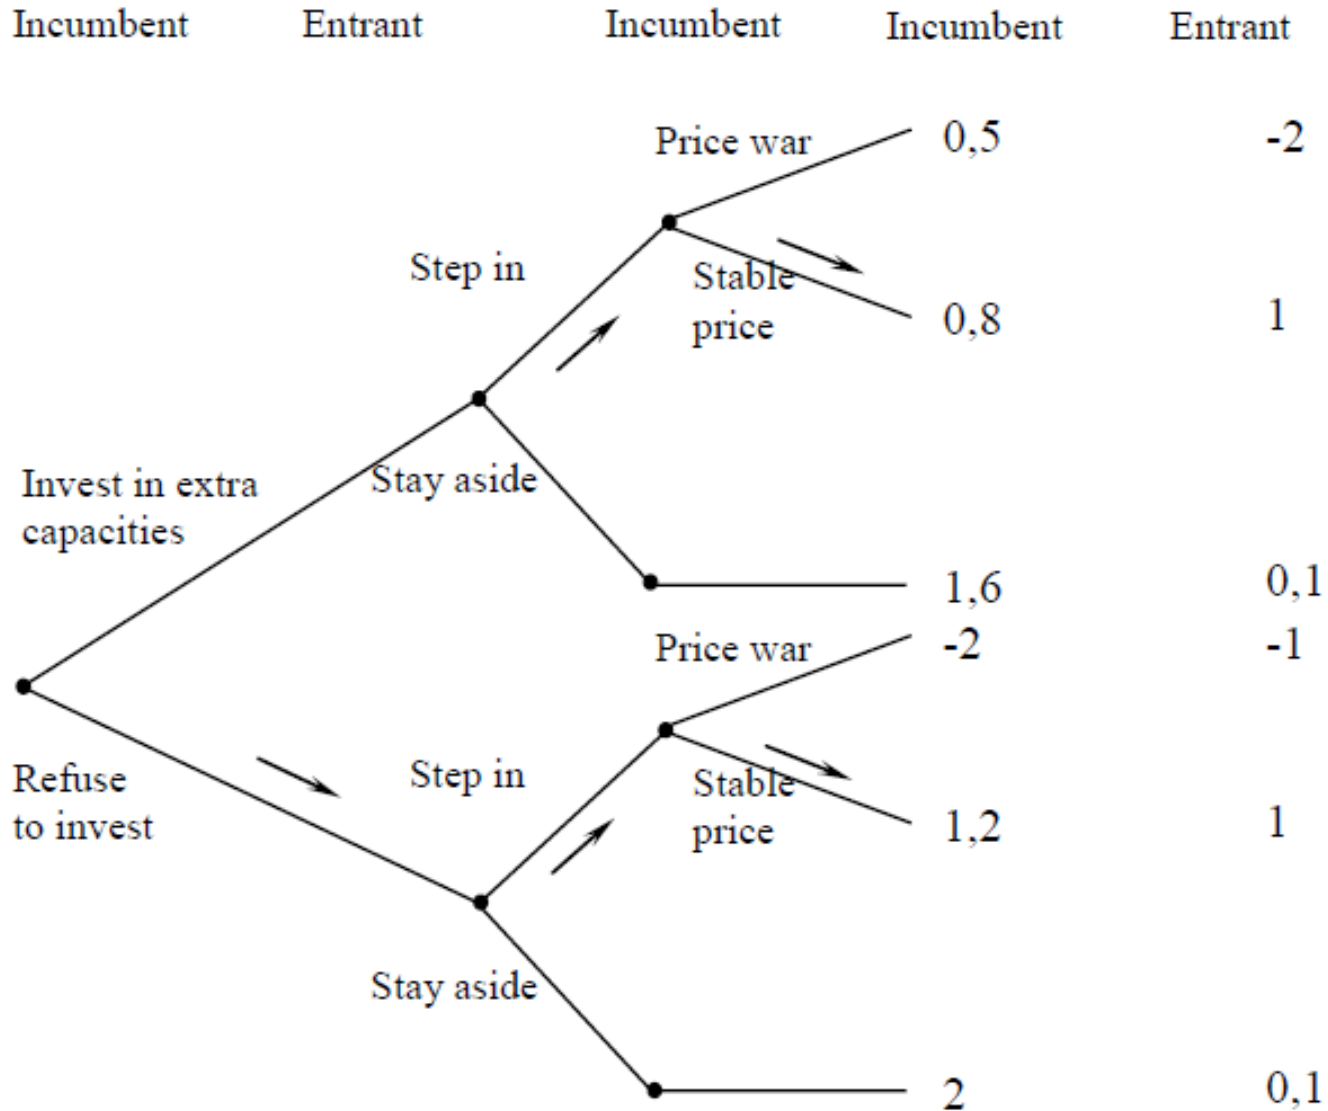 Incumbent Entrant Incumbent Incumbent Entrant
Price war 0,5 -2
Step in
Stable
price 0,8 1
Invest in extra
capacities
Stay aside
1,6 0,1
Price war -2 -1
Refuse
to invest
Step in
Stable
price 1,2 1
Stay aside
2 0,1